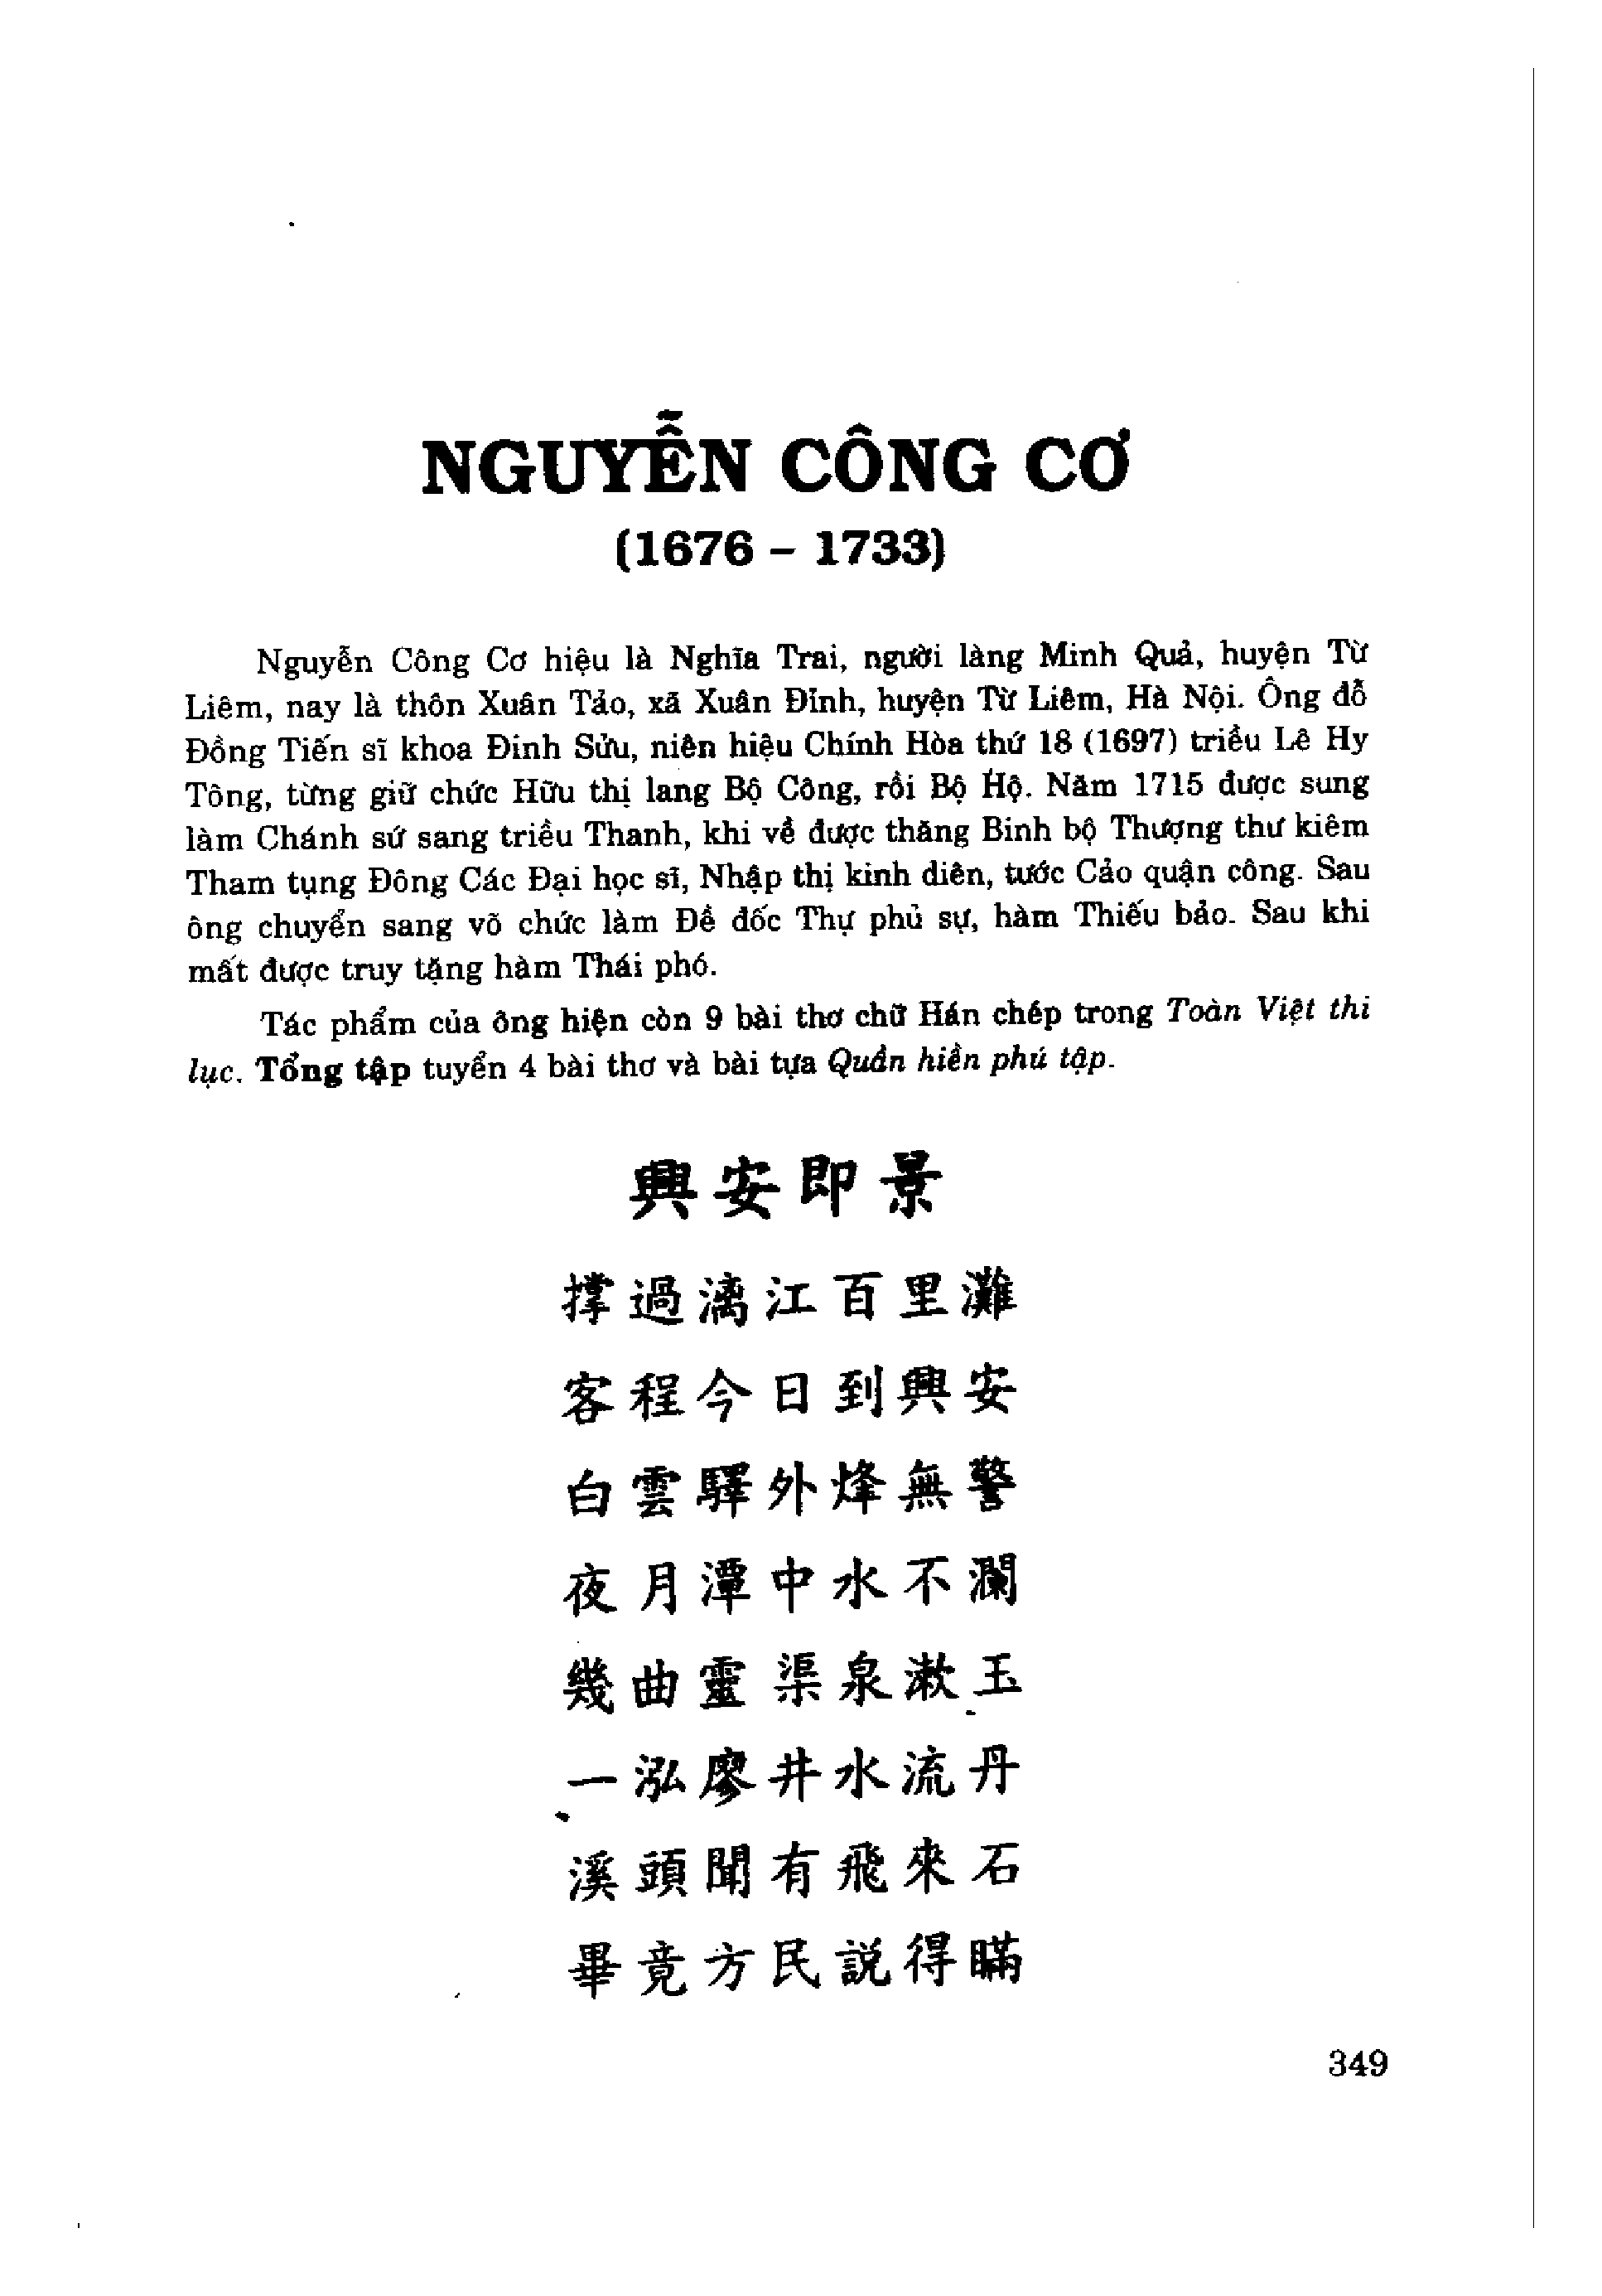 NGUYỄN CÔNG CƠ
(1676 – 1733)
Nguyễn Công Cơ hiệu là Nghĩa Trai, người làng Minh Quả, huyện Từ
Liêm, nay là thôn Xuân Tảo, xã Xuân Đỉnh, huyện Từ Liêm, Hà Nội. Ông đỗ
Đồng Tiến sĩ khoa Đinh Sửu, niên hiệu Chính Hòa thứ 18 (1697) triều Lê Hy
Tông, từng giữ chức Hữu thị lang Bộ Công, rồi Bộ Hộ. Năm 1715 được sung
làm Chánh sứ sang triều Thanh, khi về được thăng Binh bộ Thượng thư kiêm
Tham tụng Đông Các Đại học sĩ, Nhập thị kinh diên, tước Cảo quận công. Sau
ông chuyển sang võ chức làm Đề đốc Thự phủ sự, hàm Thiếu bảo. Sau khi
mất được truy tặng hàm Thái phó.
Tác phẩm của ông hiện còn 9 bài thơ chữ Hán chép trong Toàn Việt thi
lục. Tổng tập tuyển 4 bài thơ và bài tựa Quần hiền phú tập.
興安即景
撑過漓江百里灘
客程今日到興安
白雲驛外烽無警
夜月潭中水不瀾
幾曲靈渠泉漱玉
一泓廖井水流丹
溪頭聞有飛來石
畢竟方民説得瞞
349